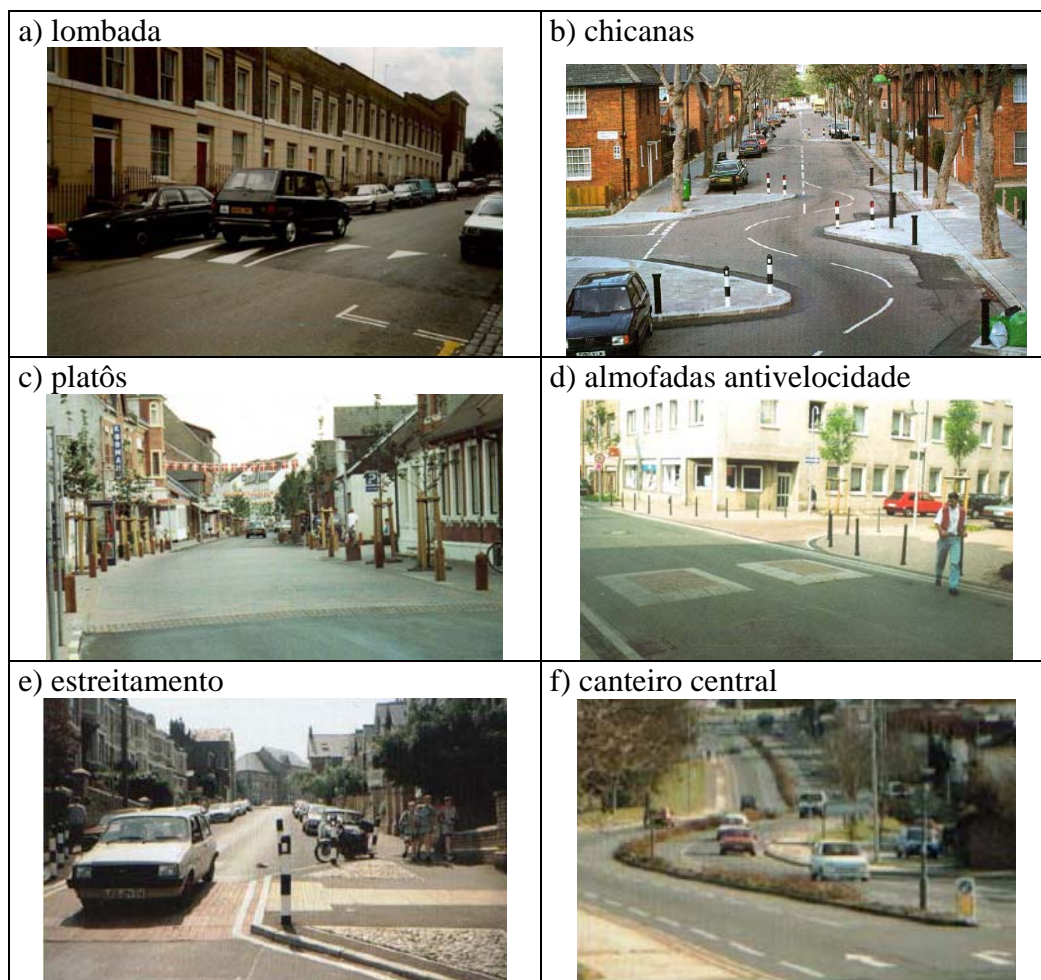 a) lombada
b) chicanas
c) platôs
d) almofadas antivelocidade
e) estreitamento
f) canteiro central